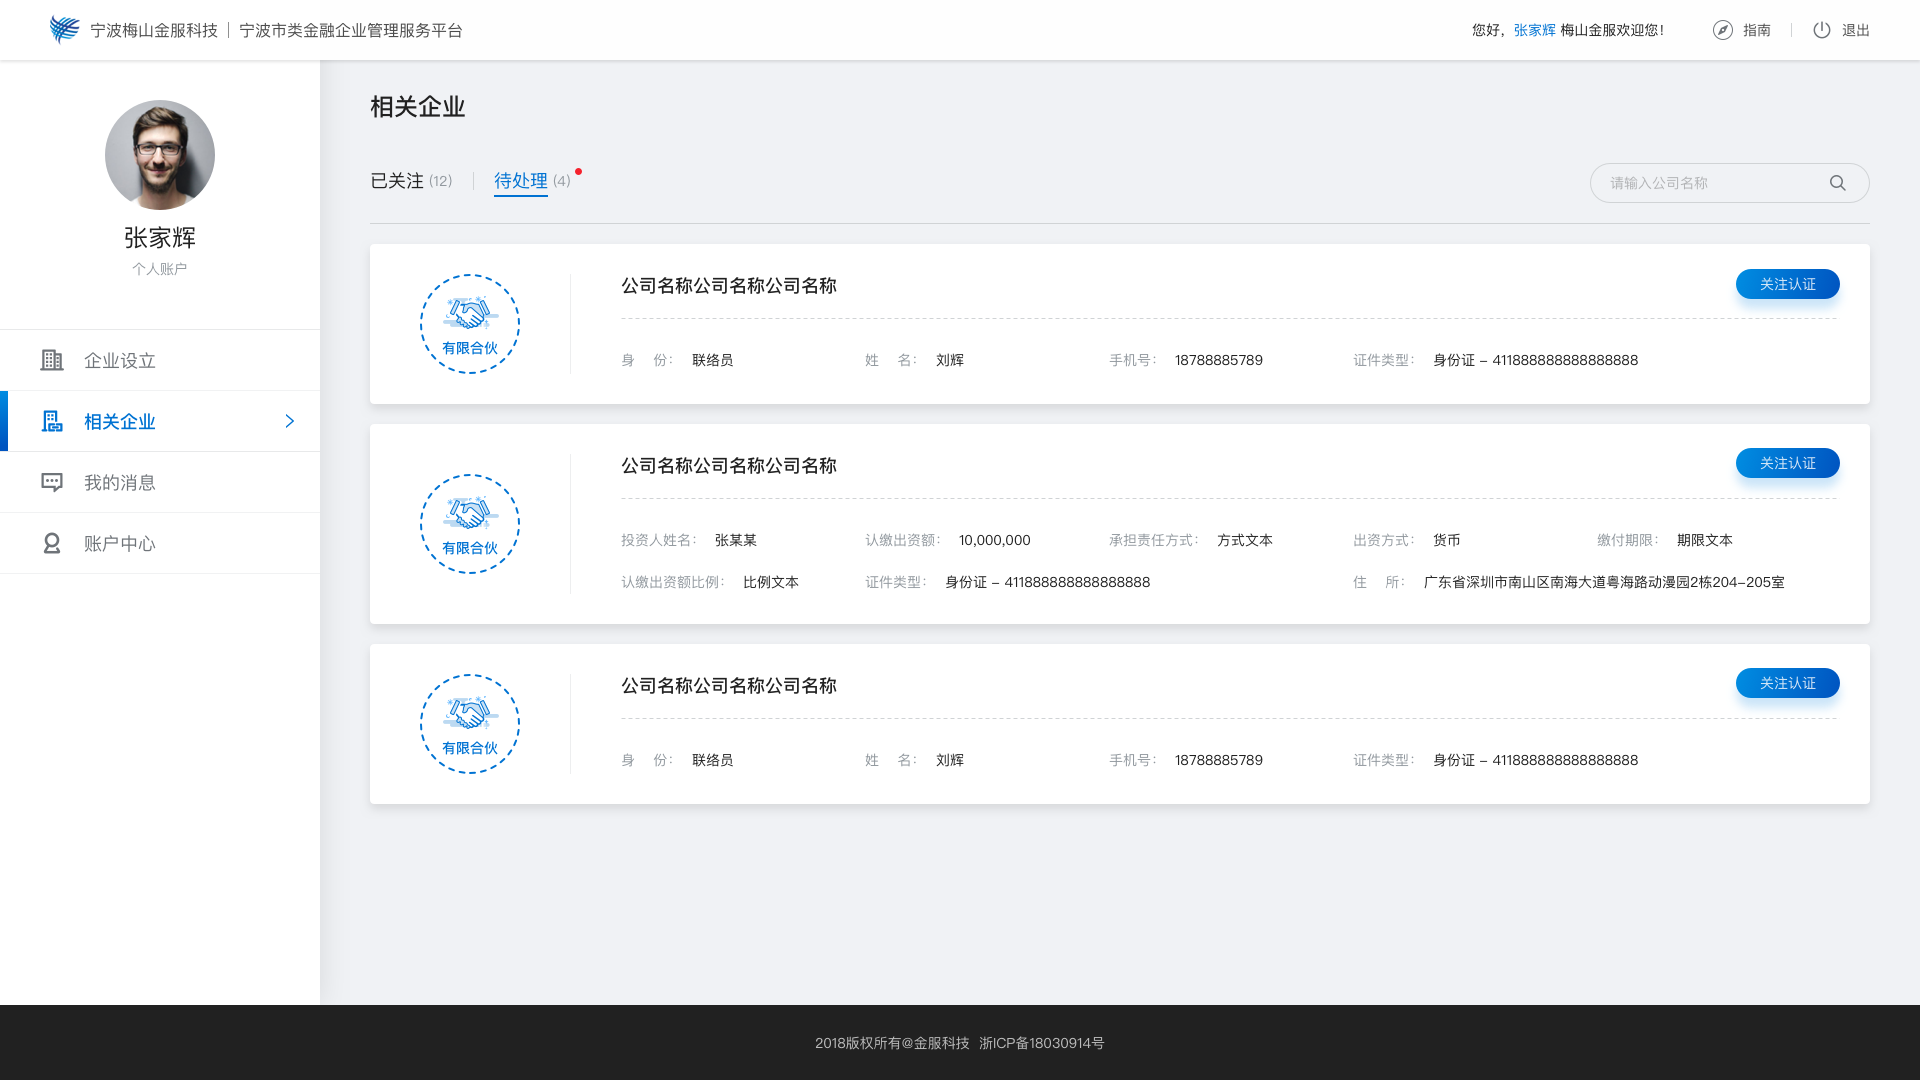 宁波梅山金服科技 | 宁波市类金融企业管理服务平台
您好，张家辉 梅山金服欢迎您！
指南
退出
张家辉
个人账户
企业设立
相关企业
我的消息
账户中心
相关企业
已关注 (12)
待处理 (4)
请输入公司名称
有限合伙
公司名称公司名称公司名称
关注认证
身 份： 联络员 姓 名： 刘辉 手机号： 18788885789 证件类型： 身份证 – 411888888888888888
有限合伙
公司名称公司名称公司名称
关注认证
投资人姓名： 张某某 认缴出资额： 10,000,000 承担责任方式： 方式文本 出资方式： 货币 缴付期限： 期限文本
认缴出资额比例： 比例文本 证件类型： 身份证 – 411888888888888888 住 所： 广东省深圳市南山区南海大道粤海路动漫园2栋204–205室
有限合伙
公司名称公司名称公司名称
关注认证
身 份： 联络员 姓 名： 刘辉 手机号： 18788885789 证件类型： 身份证 – 411888888888888888
2018版权所有@金服科技 浙ICP备18030914号